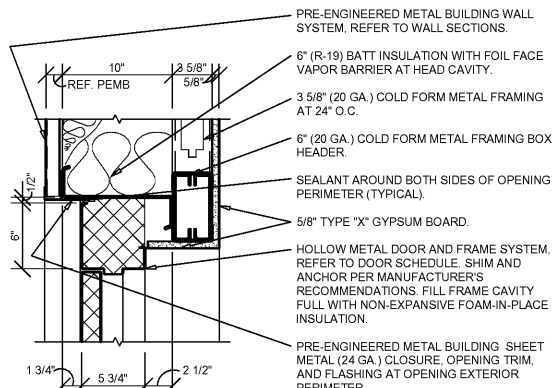 PRE-ENGINEERED METAL BUILDING WALL
SYSTEM, REFER TO WALL SECTIONS.
10"
3 5/8"
REF. PEMB
5/8"
6" (R-19) BATT INSULATION WITH FOIL FACE
VAPOR BARRIER AT HEAD CAVITY.
3 5/8" (20 GA.) COLD FORM METAL FRAMING
AT 24" O.C.
6" (20 GA.) COLD FORM METAL FRAMING BOX
HEADER.
1/2"
SEALANT AROUND BOTH SIDES OF OPENING
PERIMETER (TYPICAL).
6"
5/8" TYPE "X" GYPSUM BOARD.
HOLLOW METAL DOOR AND FRAME SYSTEM,
REFER TO DOOR SCHEDULE. SHIM AND
ANCHOR PER MANUFACTURER'S
RECOMMENDATIONS. FILL FRAME CAVITY
FULL WITH NON-EXPANSIVE FOAM-IN-PLACE
INSULATION.
PRE-ENGINEERED METAL BUILDING SHEET
METAL (24 GA.) CLOSURE, OPENING TRIM,
AND FLASHING AT OPENING EXTERIOR
PERIMETER
1 3/4"
5 3/4"
2 1/2"